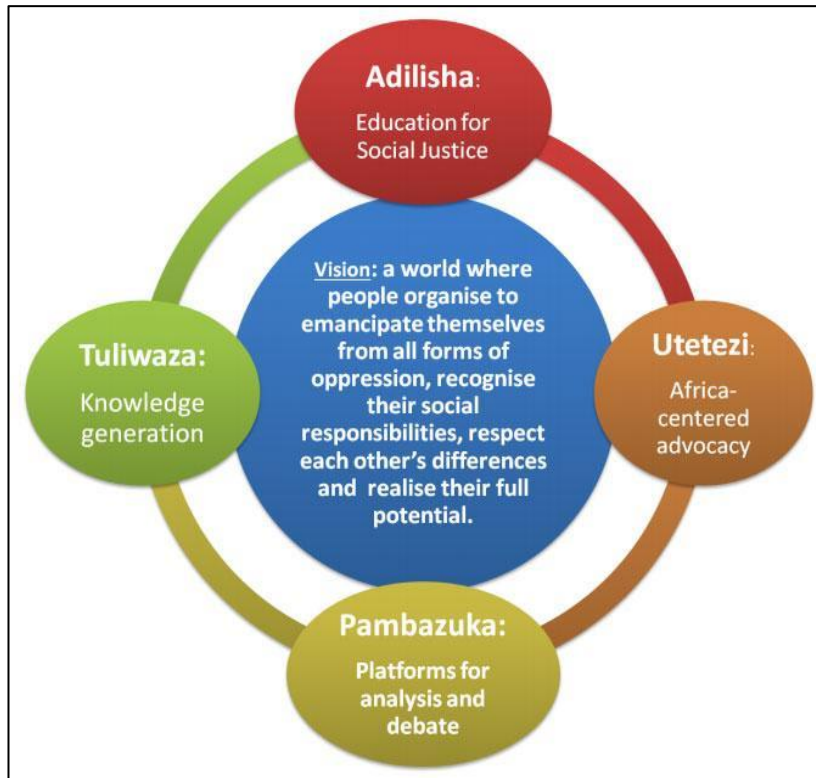 Adilisha:
Education for
Social Justice
Vision: a world where
people organise to
emancipate themselves
from all forms of
oppression, recognise
their social
responsibilities, respect
each other’s differences
and realise their full
potential.
Tuliwaza:
Knowledge
generation
Utetezi:
Africa-
centered
advocacy
Pambazuka:
Platforms for
analysis and
debate